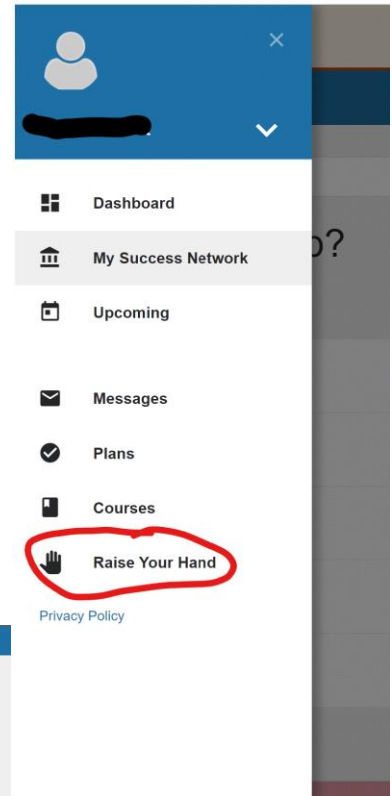 Dashboard
My Success Network
Upcoming
Messages
Plans
Courses
Raise Your Hand
Privacy Policy